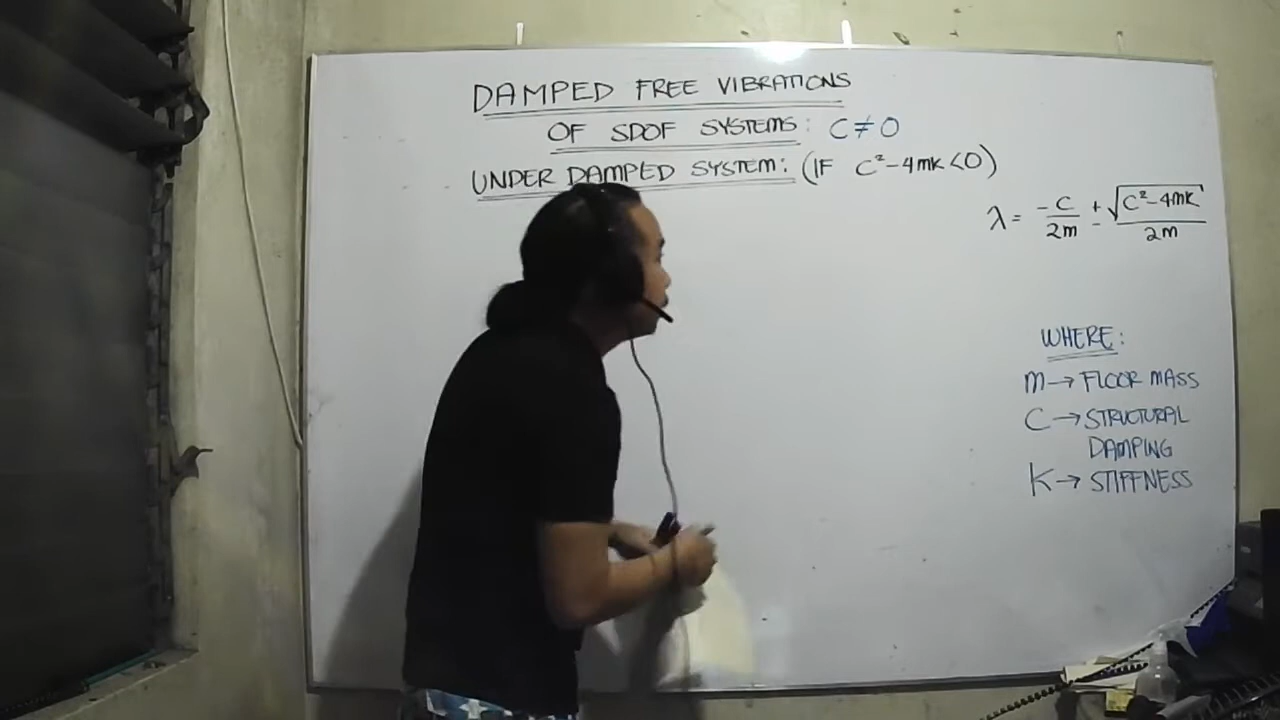 DAMPED FREE VIBRATIONS
OF SDOF SYSTEMS: C≠0
UNDER DAMPED SYSTEM: (IF C²-4mk<0)
λ = -C/2m ± √(C²-4mk)/2m
WHERE:
m→FLOOR MASS
C→STRUCTURAL
DAMPING
K→STIFFNESS